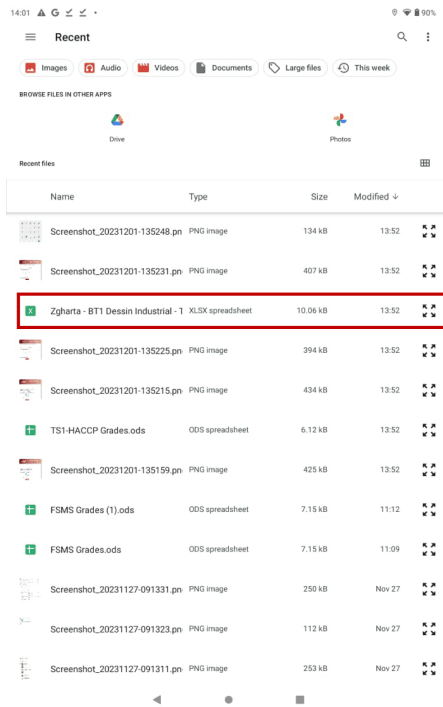 14:01 G 90%
Recent
Images Audio Videos Documents Large files This week
BROWSE FILES IN OTHER APPS
Drive Photos
Recent files
Name Type Size Modified ↓
Screenshot_20231201-135248.pn PNG image 134 kB 13:52
Screenshot_20231201-135231.pn PNG image 407 kB 13:52
X Zgharta - BT1 Dessin Industrial - T XLSX spreadsheet 10.06 kB 13:52
Screenshot_20231201-135225.pn PNG image 394 kB 13:52
Screenshot_20231201-135215.pn PNG image 434 kB 13:52
TS1-HACCP Grades.ods ODS spreadsheet 6.12 kB 13:52
Screenshot_20231201-135159.pn PNG image 425 kB 13:52
FSMS Grades (1).ods ODS spreadsheet 7.15 kB 11:12
FSMS Grades.ods ODS spreadsheet 7.15 kB 11:09
Screenshot_20231127-091331.pn PNG image 250 kB Nov 27
Screenshot_20231127-091323.pn PNG image 112 kB Nov 27
Screenshot_20231127-091311.pn PNG image 253 kB Nov 27